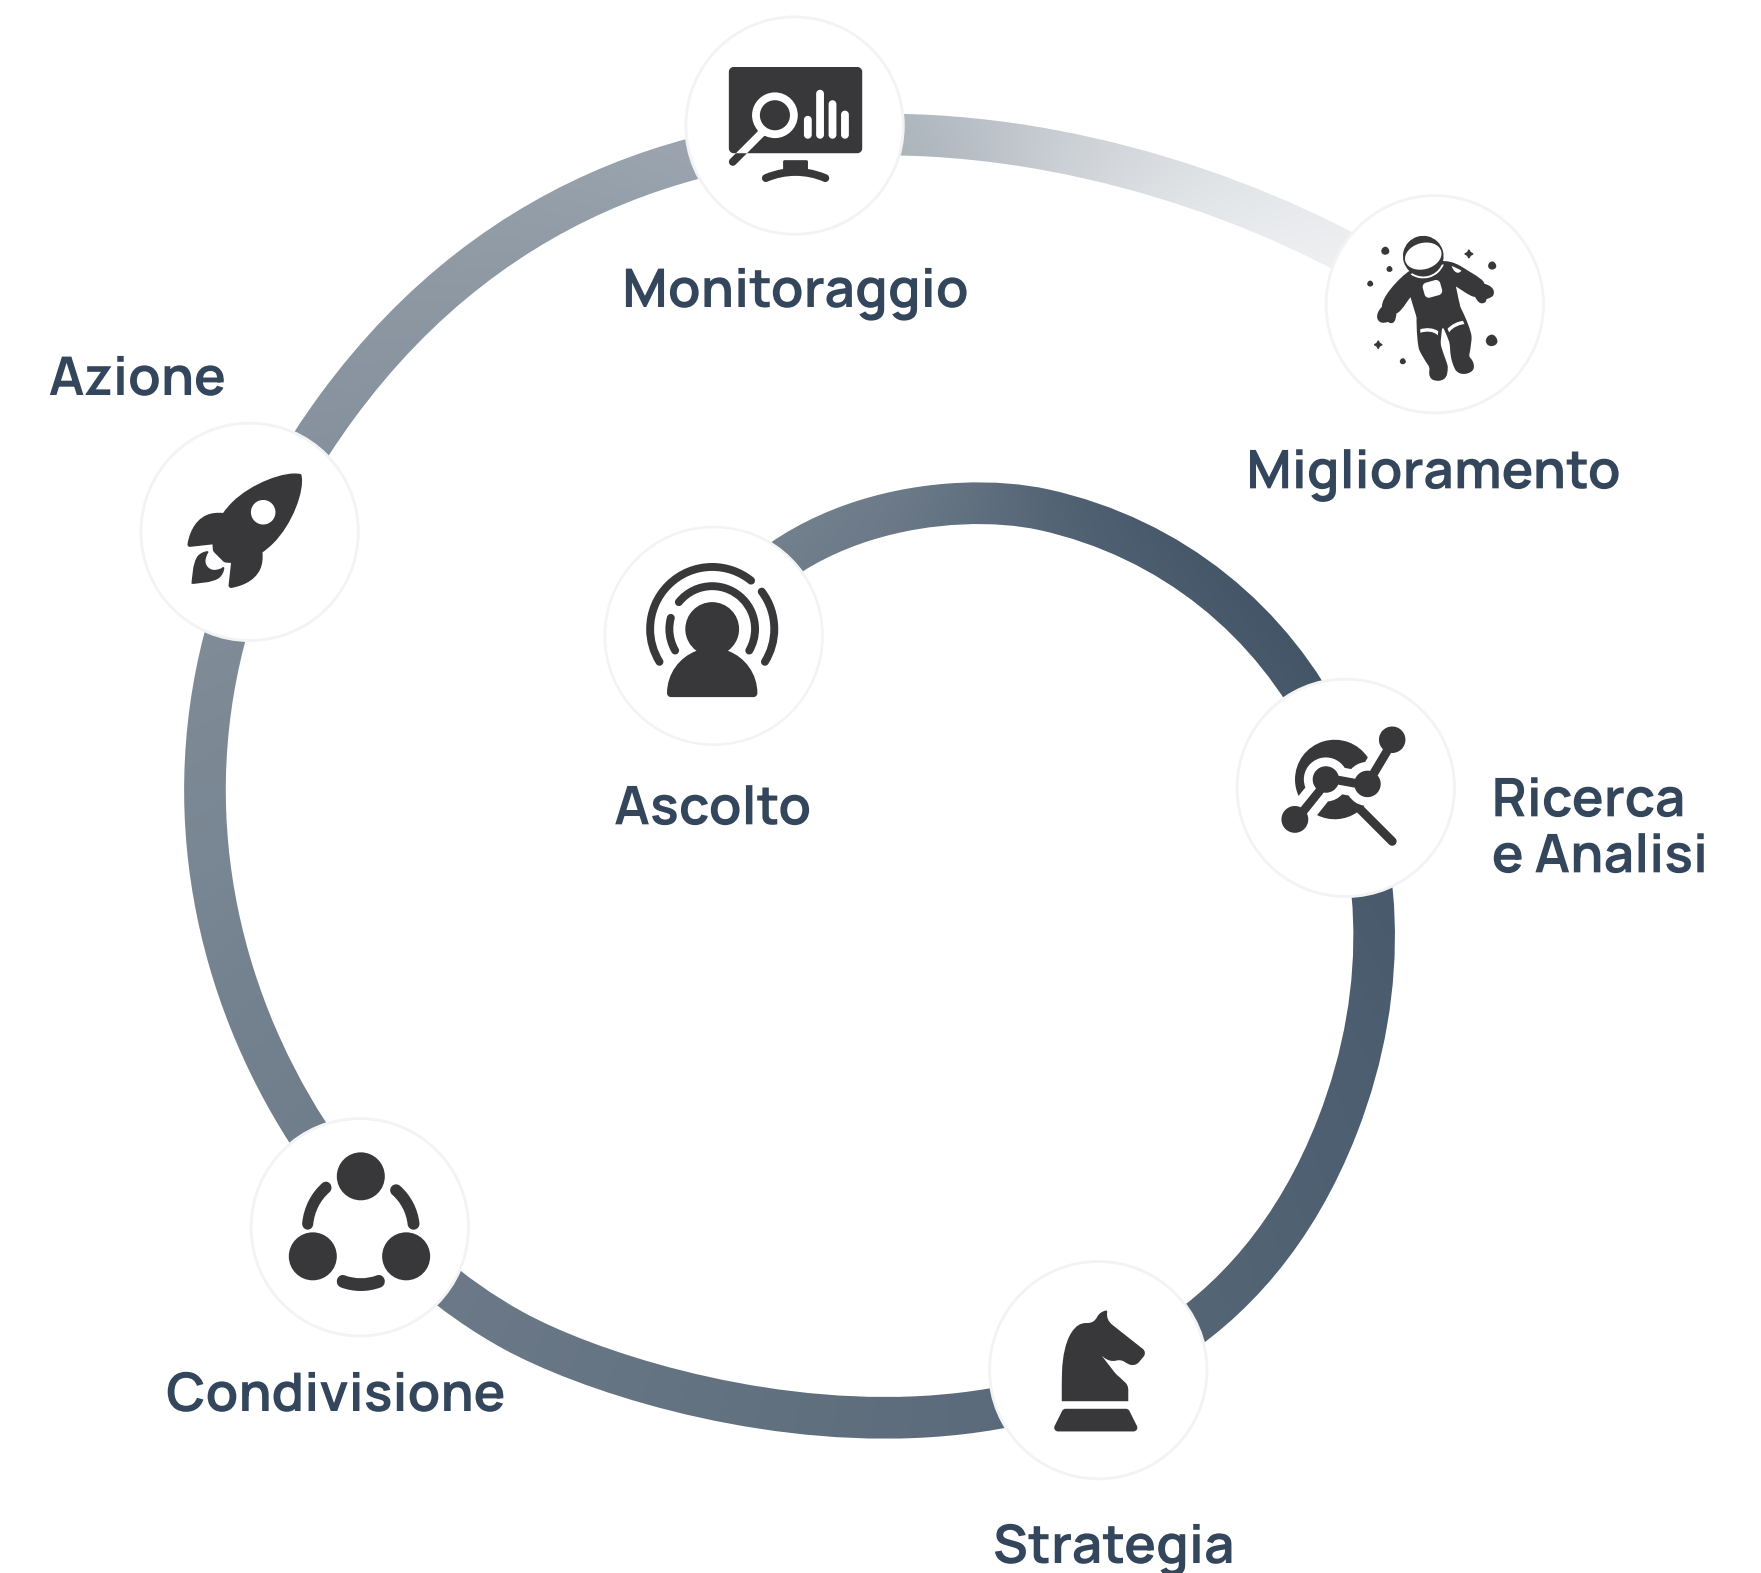 Monitoraggio
Azione
Miglioramento
Ascolto
Ricerca
e Analisi
Condivisione
Strategia